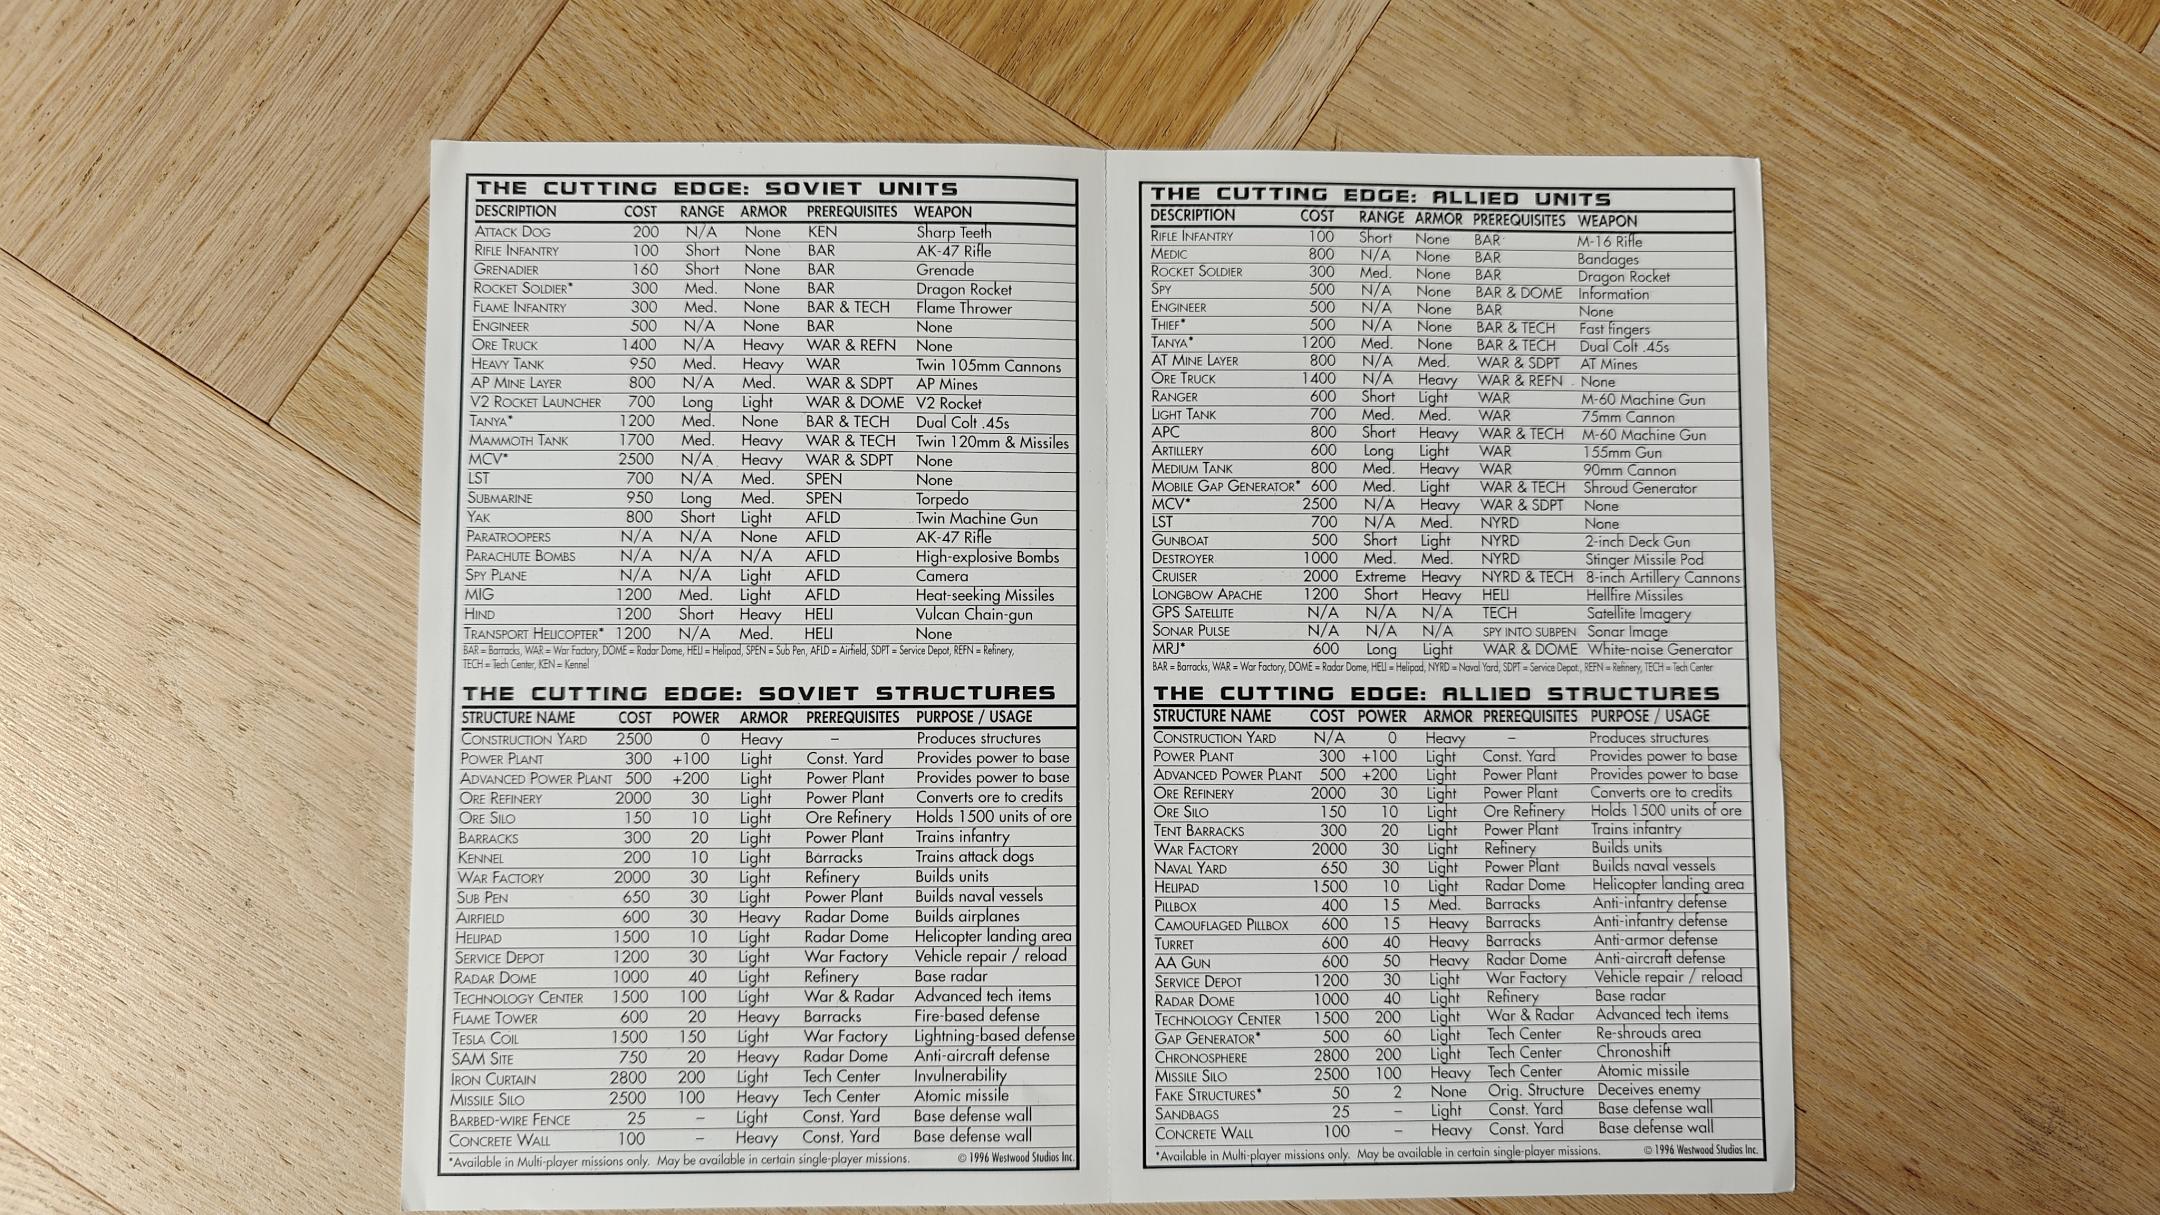 THE CUTTING EDGE: SOVIET UNITS
DESCRIPTION COST RANGE ARMOR PREREQUISITES WEAPON
ATTACK DOG 200 N/A None KEN Sharp Teeth
RIFLE INFANTRY 100 Short None BAR AK-47 Rifle
GRENADIER 160 Short None BAR Grenade
ROCKET SOLDIER* 300 Med. None BAR Dragon Rocket
FLAME INFANTRY 300 Med. None BAR & TECH Flame Thrower
ENGINEER 500 N/A None BAR None
ORE TRUCK 1400 N/A Heavy WAR & REFN None
HEAVY TANK 950 Med. Heavy WAR Twin 105mm Cannons
AP MINE LAYER 800 N/A Med. WAR & SDPT AP Mines
V2 ROCKET LAUNCHER 700 Long Light WAR & DOME V2 Rocket
TANYA* 1200 Med. None BAR & TECH Dual Colt .45s
MAMMOTH TANK 1700 Med. Heavy WAR & TECH Twin 120mm & Missiles
MCV* 2500 N/A Heavy WAR & SDPT None
LST 700 N/A Med. SPEN None
SUBMARINE 950 Long Med. SPEN Torpedo
YAK 800 Short Light AFLD Twin Machine Gun
PARATROOPERS N/A N/A None AFLD AK-47 Rifle
PARACHUTE BOMBS N/A N/A N/A AFLD High-explosive Bombs
SPY PLANE N/A N/A Light AFLD Camera
MIG 1200 Med. Light AFLD Heat-seeking Missiles
HIND 1200 Short Heavy HELI Vulcan Chain-gun
TRANSPORT HELICOPTER* 1200 N/A Med. HELI None
BAR = Barracks, WAR = War Factory, DOME = Radar Dome, HELI = Helipad, SPEN = Sub Pen, AFLD = Airfield, SDPT = Service Depot, REFN = Refinery,
TECH = Tech Center, KEN = Kennel
THE CUTTING EDGE: SOVIET STRUCTURES
STRUCTURE NAME COST POWER ARMOR PREREQUISITES PURPOSE / USAGE
CONSTRUCTION YARD 2500 0 Heavy – Produces structures
POWER PLANT 300 +100 Light Const. Yard Provides power to base
ADVANCED POWER PLANT 500 +200 Light Power Plant Provides power to base
ORE REFINERY 2000 30 Light Power Plant Converts ore to credits
ORE SILO 150 10 Light Ore Refinery Holds 1500 units of ore
BARRACKS 300 20 Light Power Plant Trains infantry
KENNEL 200 10 Light Barracks Trains attack dogs
WAR FACTORY 2000 30 Light Refinery Builds units
SUB PEN 650 30 Light Power Plant Builds naval vessels
AIRFIELD 600 30 Heavy Radar Dome Builds airplanes
HELIPAD 1500 10 Light Radar Dome Helicopter landing area
SERVICE DEPOT 1200 30 Light War Factory Vehicle repair / reload
RADAR DOME 1000 40 Light Refinery Base radar
TECHNOLOGY CENTER 1500 100 Light War & Radar Advanced tech items
FLAME TOWER 600 20 Heavy Barracks Fire-based defense
TESLA COIL 1500 150 Light War Factory Lightning-based defense
SAM SITE 750 20 Heavy Radar Dome Anti-aircraft defense
IRON CURTAIN 2800 200 Light Tech Center Invulnerability
MISSILE SILO 2500 100 Heavy Tech Center Atomic missile
BARBED-WIRE FENCE 25 – Light Const. Yard Base defense wall
CONCRETE WALL 100 – Heavy Const. Yard Base defense wall
*Available in Multi-player missions only. May be available in certain single-player missions. © 1996 Westwood Studios Inc.
THE CUTTING EDGE: ALLIED UNITS
DESCRIPTION COST RANGE ARMOR PREREQUISITES WEAPON
RIFLE INFANTRY 100 Short None BAR M-16 Rifle
MEDIC 800 N/A None BAR Bandages
ROCKET SOLDIER 300 Med. None BAR Dragon Rocket
SPY 500 N/A None BAR & DOME Information
ENGINEER 500 N/A None BAR None
THIEF* 500 N/A None BAR & TECH Fast fingers
TANYA* 1200 Med. None BAR & TECH Dual Colt .45s
AT MINE LAYER 800 N/A Med. WAR & SDPT AT Mines
ORE TRUCK 1400 N/A Heavy WAR & REFN None
RANGER 600 Short Light WAR M-60 Machine Gun
LIGHT TANK 700 Med. Med. WAR 75mm Cannon
APC 800 Short Heavy WAR & TECH M-60 Machine Gun
ARTILLERY 600 Long Light WAR 155mm Gun
MEDIUM TANK 800 Med. Heavy WAR 90mm Cannon
MOBILE GAP GENERATOR* 600 Med. Light WAR & TECH Shroud Generator
MCV* 2500 N/A Heavy WAR & SDPT None
LST 700 N/A Med. NYRD None
GUNBOAT 500 Short Light NYRD 2-inch Deck Gun
DESTROYER 1000 Med. Med. NYRD Stinger Missile Pod
CRUISER 2000 Extreme Heavy NYRD & TECH 8-inch Artillery Cannons
LONGBOW APACHE 1200 Short Heavy HELI Hellfire Missiles
GPS SATELLITE N/A N/A N/A TECH Satellite Imagery
SONAR PULSE N/A N/A N/A SPY INTO SUBPEN Sonar Image
MRJ* 600 Long Light WAR & DOME White-noise Generator
BAR = Barracks, WAR = War Factory, DOME = Radar Dome, HELI = Helipad, NYRD = Naval Yard, SDPT = Service Depot., REFN = Refinery, TECH = Tech Center
THE CUTTING EDGE: ALLIED STRUCTURES
STRUCTURE NAME COST POWER ARMOR PREREQUISITES PURPOSE / USAGE
CONSTRUCTION YARD N/A 0 Heavy – Produces structures
POWER PLANT 300 +100 Light Const. Yard Provides power to base
ADVANCED POWER PLANT 500 +200 Light Power Plant Provides power to base
ORE REFINERY 2000 30 Light Power Plant Converts ore to credits
ORE SILO 150 10 Light Ore Refinery Holds 1500 units of ore
TENT BARRACKS 300 20 Light Power Plant Trains infantry
WAR FACTORY 2000 30 Light Refinery Builds units
NAVAL YARD 650 30 Light Power Plant Builds naval vessels
HELIPAD 1500 10 Light Radar Dome Helicopter landing area
PILLBOX 400 15 Med. Barracks Anti-infantry defense
CAMOUFLAGED PILLBOX 600 15 Heavy Barracks Anti-infantry defense
TURRET 600 40 Heavy Barracks Anti-armor defense
AA GUN 600 50 Heavy Radar Dome Anti-aircraft defense
SERVICE DEPOT 1200 30 Light War Factory Vehicle repair / reload
RADAR DOME 1000 40 Light Refinery Base radar
TECHNOLOGY CENTER 1500 200 Light War & Radar Advanced tech items
GAP GENERATOR* 500 60 Light Tech Center Re-shrouds area
CHRONOSPHERE 2800 200 Light Tech Center Chronoshift
MISSILE SILO 2500 100 Heavy Tech Center Atomic missile
FAKE STRUCTURES* 50 2 None Orig. Structure Deceives enemy
SANDBAGS 25 – Light Const. Yard Base defense wall
CONCRETE WALL 100 – Heavy Const. Yard Base defense wall
*Available in Multi-player missions only. May be available in certain single-player missions. © 1996 Westwood Studios Inc.